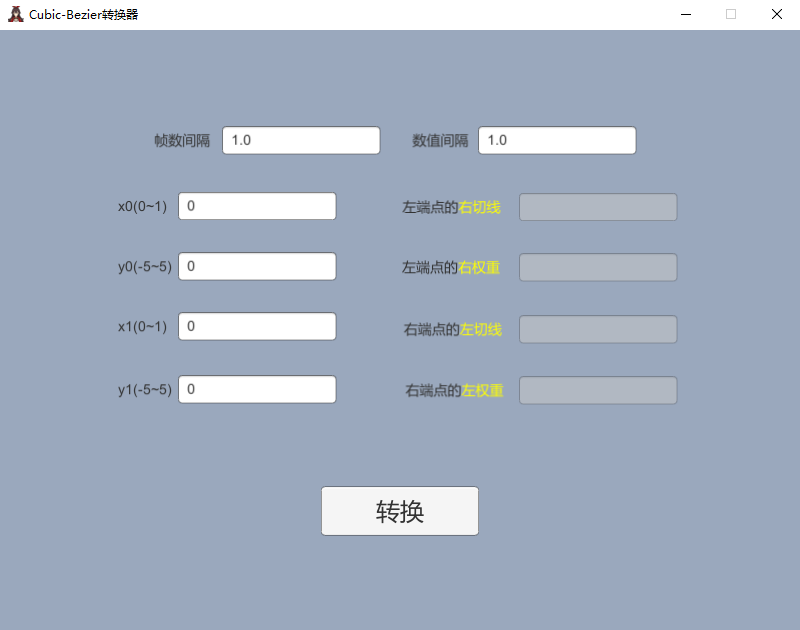 Cubic-Bezier转换器
帧数间隔 1.0 数值间隔 1.0
x0(0~1) 0 左端点的右切线
y0(-5~5) 0 左端点的右权重
x1(0~1) 0 右端点的左切线
y1(-5~5) 0 右端点的左权重
转换